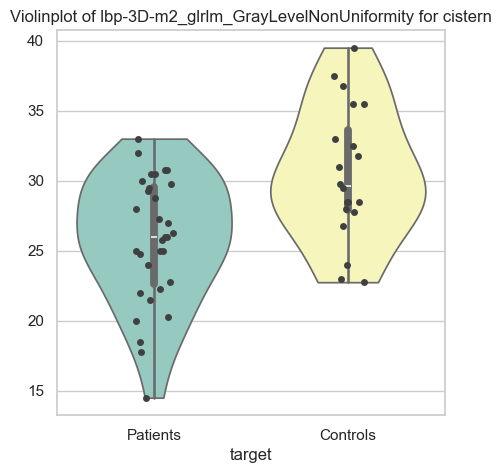 Violinplot of lbp-3D-m2_glrlm_GrayLevelNonUniformity for cistern
40
35
30
25
20
15
Patients
Controls
target